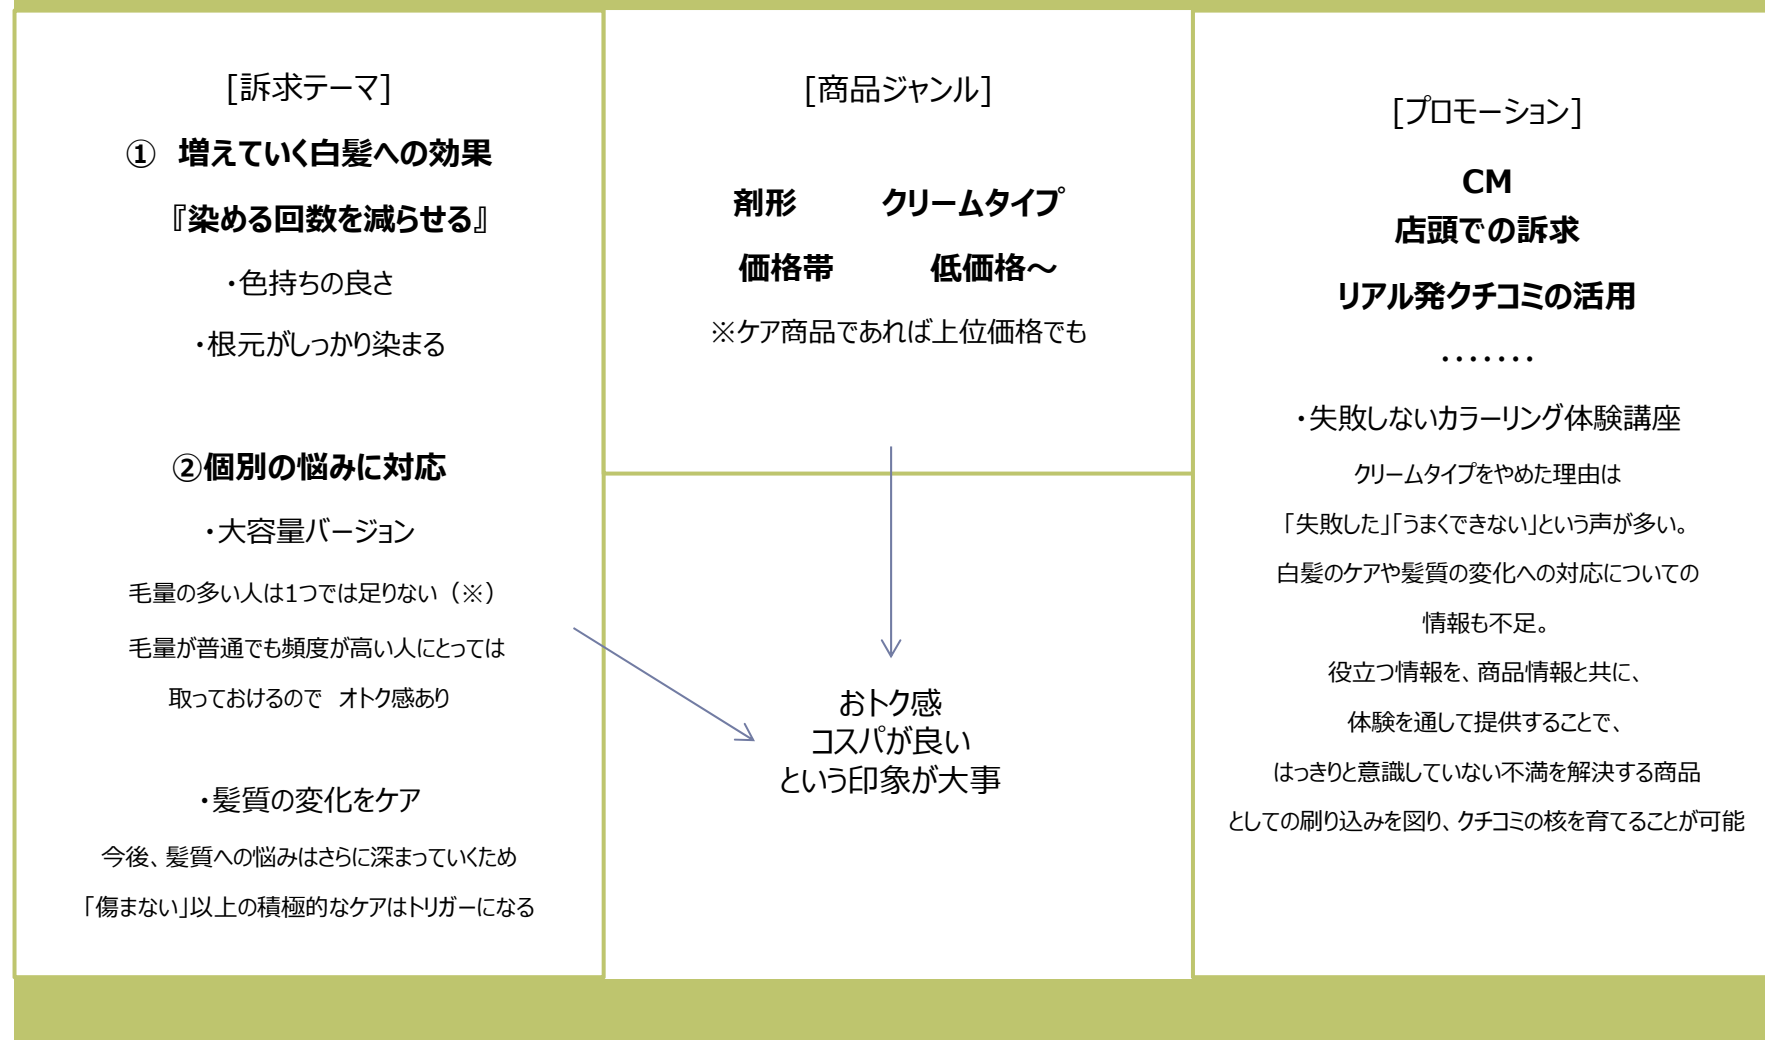 [訴求テーマ]
① 増えていく白髪への効果
『染める回数を減らせる』
・色持ちの良さ
・根元がしっかり染まる
②個別の悩みに対応
・大容量バージョン
毛量の多い人は1つでは足りない（※）
毛量が普通でも頻度が高い人にとっては
取っておけるので　オトク感あり
・髪質の変化をケア
今後、髪質への悩みはさらに深まっていくため
「傷まない」以上の積極的なケアはトリガーになる
[商品ジャンル]
剤形　　クリームタイプ
価格帯　　低価格～
※ケア商品であれば上位価格でも
おトク感
コスパが良い
という印象が大事
[プロモーション]
CM
店頭での訴求
リアル発クチコミの活用
・・・・・・・
・失敗しないカラーリング体験講座
クリームタイプをやめた理由は
「失敗した」「うまくできない」という声が多い。
白髪のケアや髪質の変化への対応についての
情報も不足。
役立つ情報を、商品情報と共に、
体験を通して提供することで、
はっきりと意識していない不満を解決する商品
としての刷り込みを図り、クチコミの核を育てることが可能